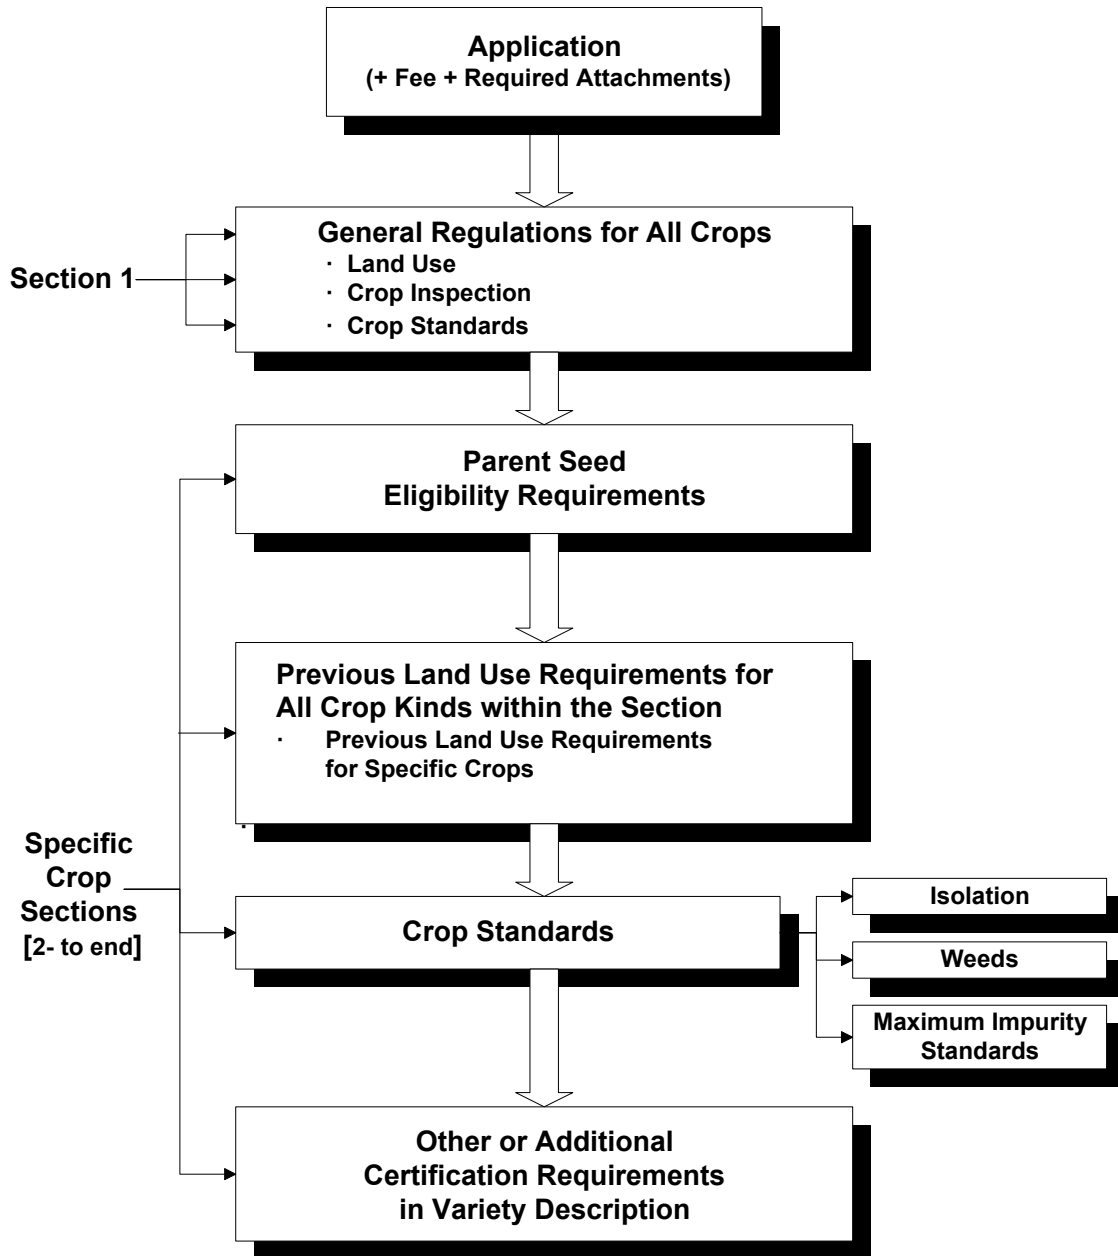 Application
(+ Fee + Required Attachments)
General Regulations for All Crops
· Land Use
· Crop Inspection
· Crop Standards
Section 1
Parent Seed
Eligibility Requirements
Previous Land Use Requirements for
All Crop Kinds within the Section
· Previous Land Use Requirements
for Specific Crops
Specific
Crop
Sections
[2- to end]
Crop Standards
Isolation
Weeds
Maximum Impurity
Standards
Other or Additional
Certification Requirements
in Variety Description